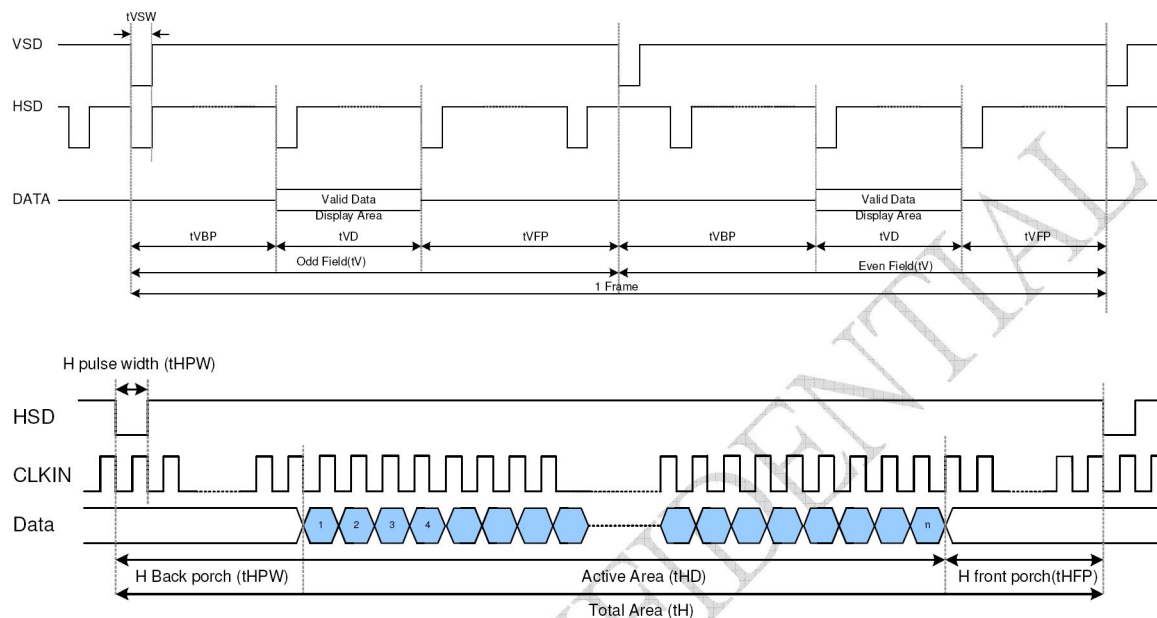 tVSW
VSD
HSD
DATA
Valid Data
Display Area
Valid Data
Display Area
tVBP
tVD
tVFP
tVBP
tVD
tVFP
Odd Field(tV)
Even Field(tV)
1 Frame
H pulse width (tHPW)
HSD
CLKIN
Data
1 2 3 4 n
H Back porch (tHPW)
Active Area (tHD)
H front porch(tHFP)
Total Area (tH)
FIDENTIAL